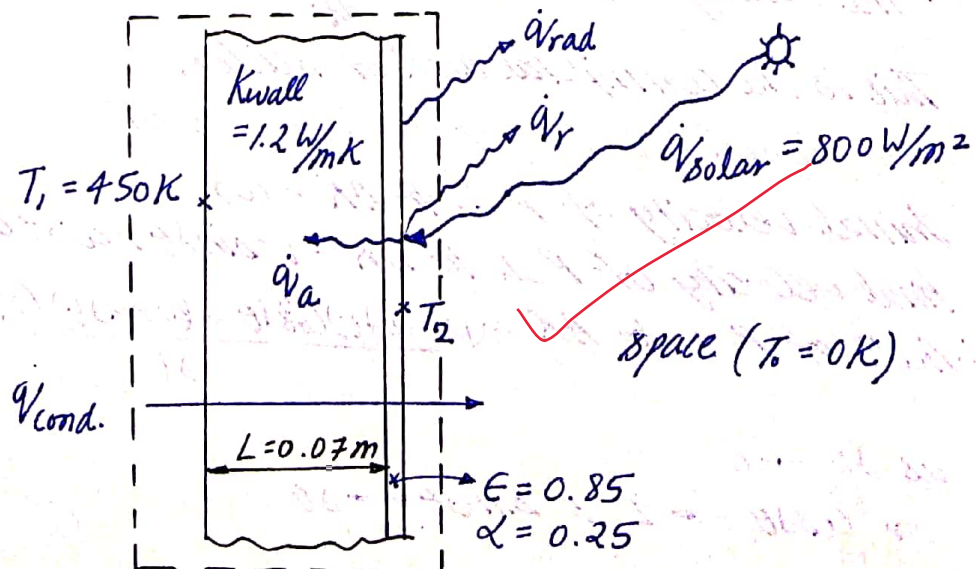 q̇rad
Kwall
=1.2 W/mK
q̇r
q̇solar = 800 W/m²
T₁ = 450K
q̇a
T₂
space (T₀ = 0K)
q̇cond.
L=0.07m
ϵ = 0.85
α = 0.25